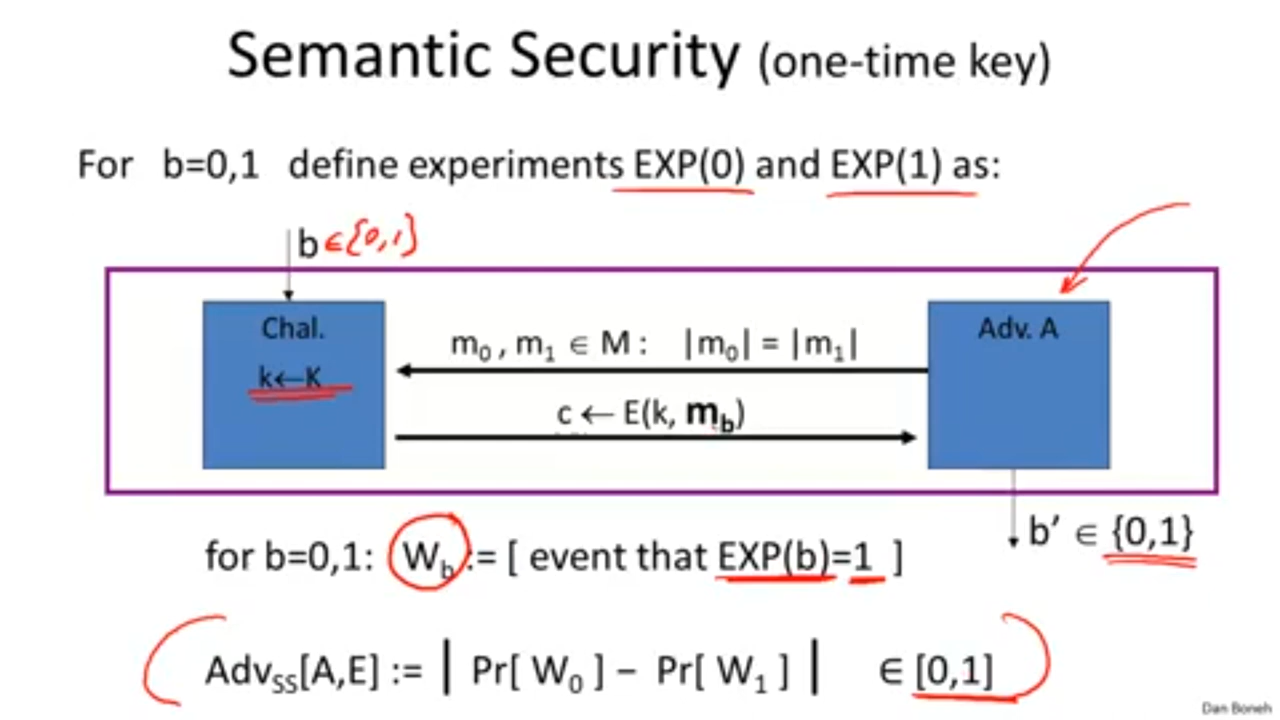 Semantic Security (one-time key)
For b=0,1 define experiments EXP(0) and EXP(1) as:
b ∈{0,1}
Chal.
k←K
m₀ , m₁ ∈ M : |m₀| = |m₁|
c ← E(k, m_b)
Adv. A
b’ ∈ {0,1}
for b=0,1: W_b := [ event that EXP(b)=1 ]
Adv_SS[A,E] := | Pr[ W₀ ] − Pr[ W₁ ] | ∈ [0,1]
Dan Boneh